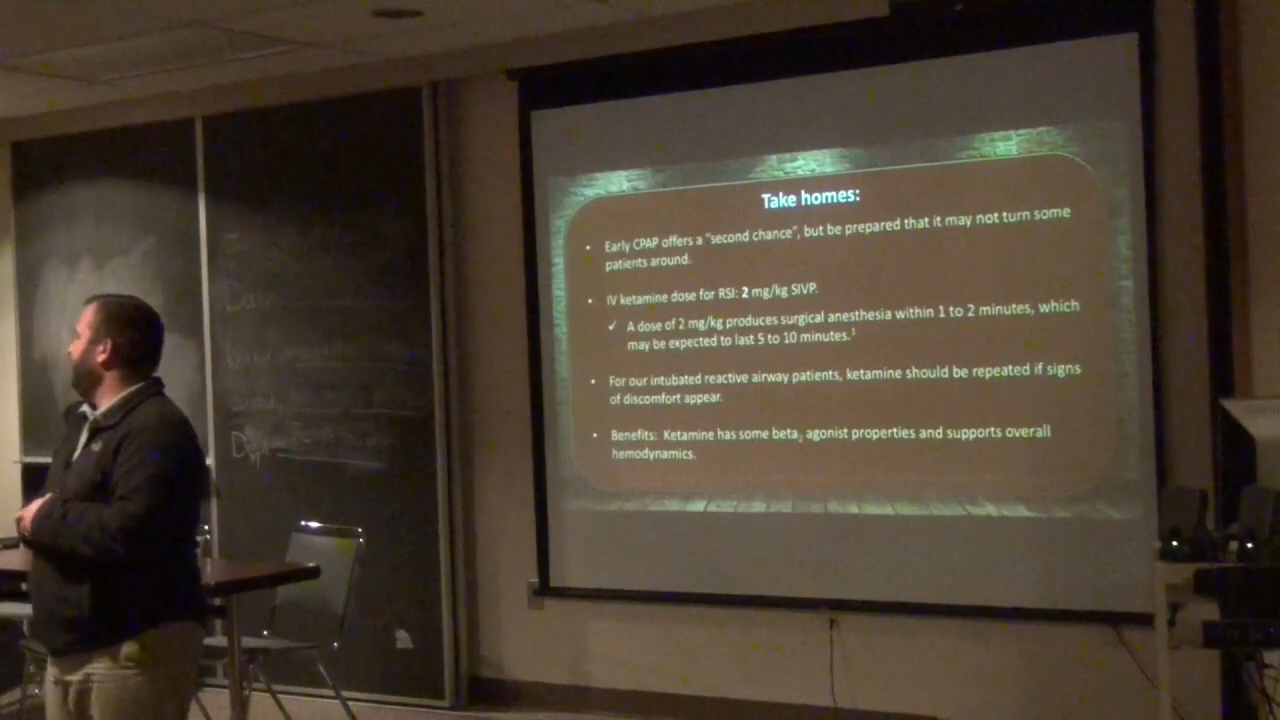 Take homes:
• Early CPAP offers a “second chance”, but be prepared that it may not turn some
patients around.
• IV ketamine dose for RSI: 2 mg/kg SIVP.
✓ A dose of 2 mg/kg produces surgical anesthesia within 1 to 2 minutes, which
may be expected to last 5 to 10 minutes.¹
• For our intubated reactive airway patients, ketamine should be repeated if signs
of discomfort appear.
• Benefits: Ketamine has some beta₂ agonist properties and supports overall
hemodynamics.